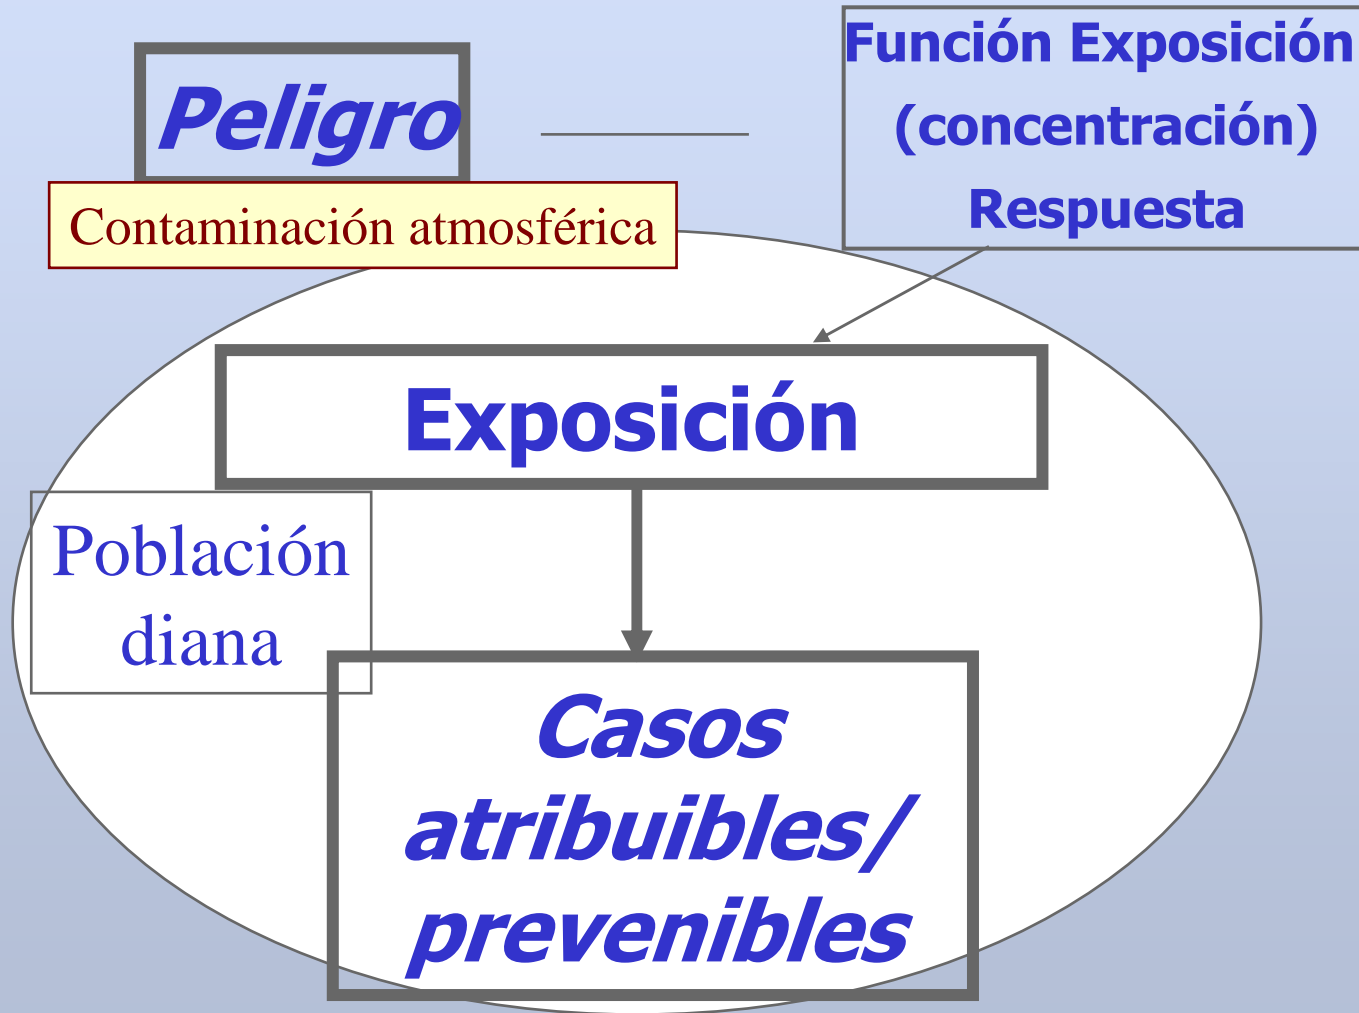 Peligro
Contaminación atmosférica
Función Exposición
(concentración)
Respuesta
Exposición
Población
diana
Casos
atribuibles/
prevenibles